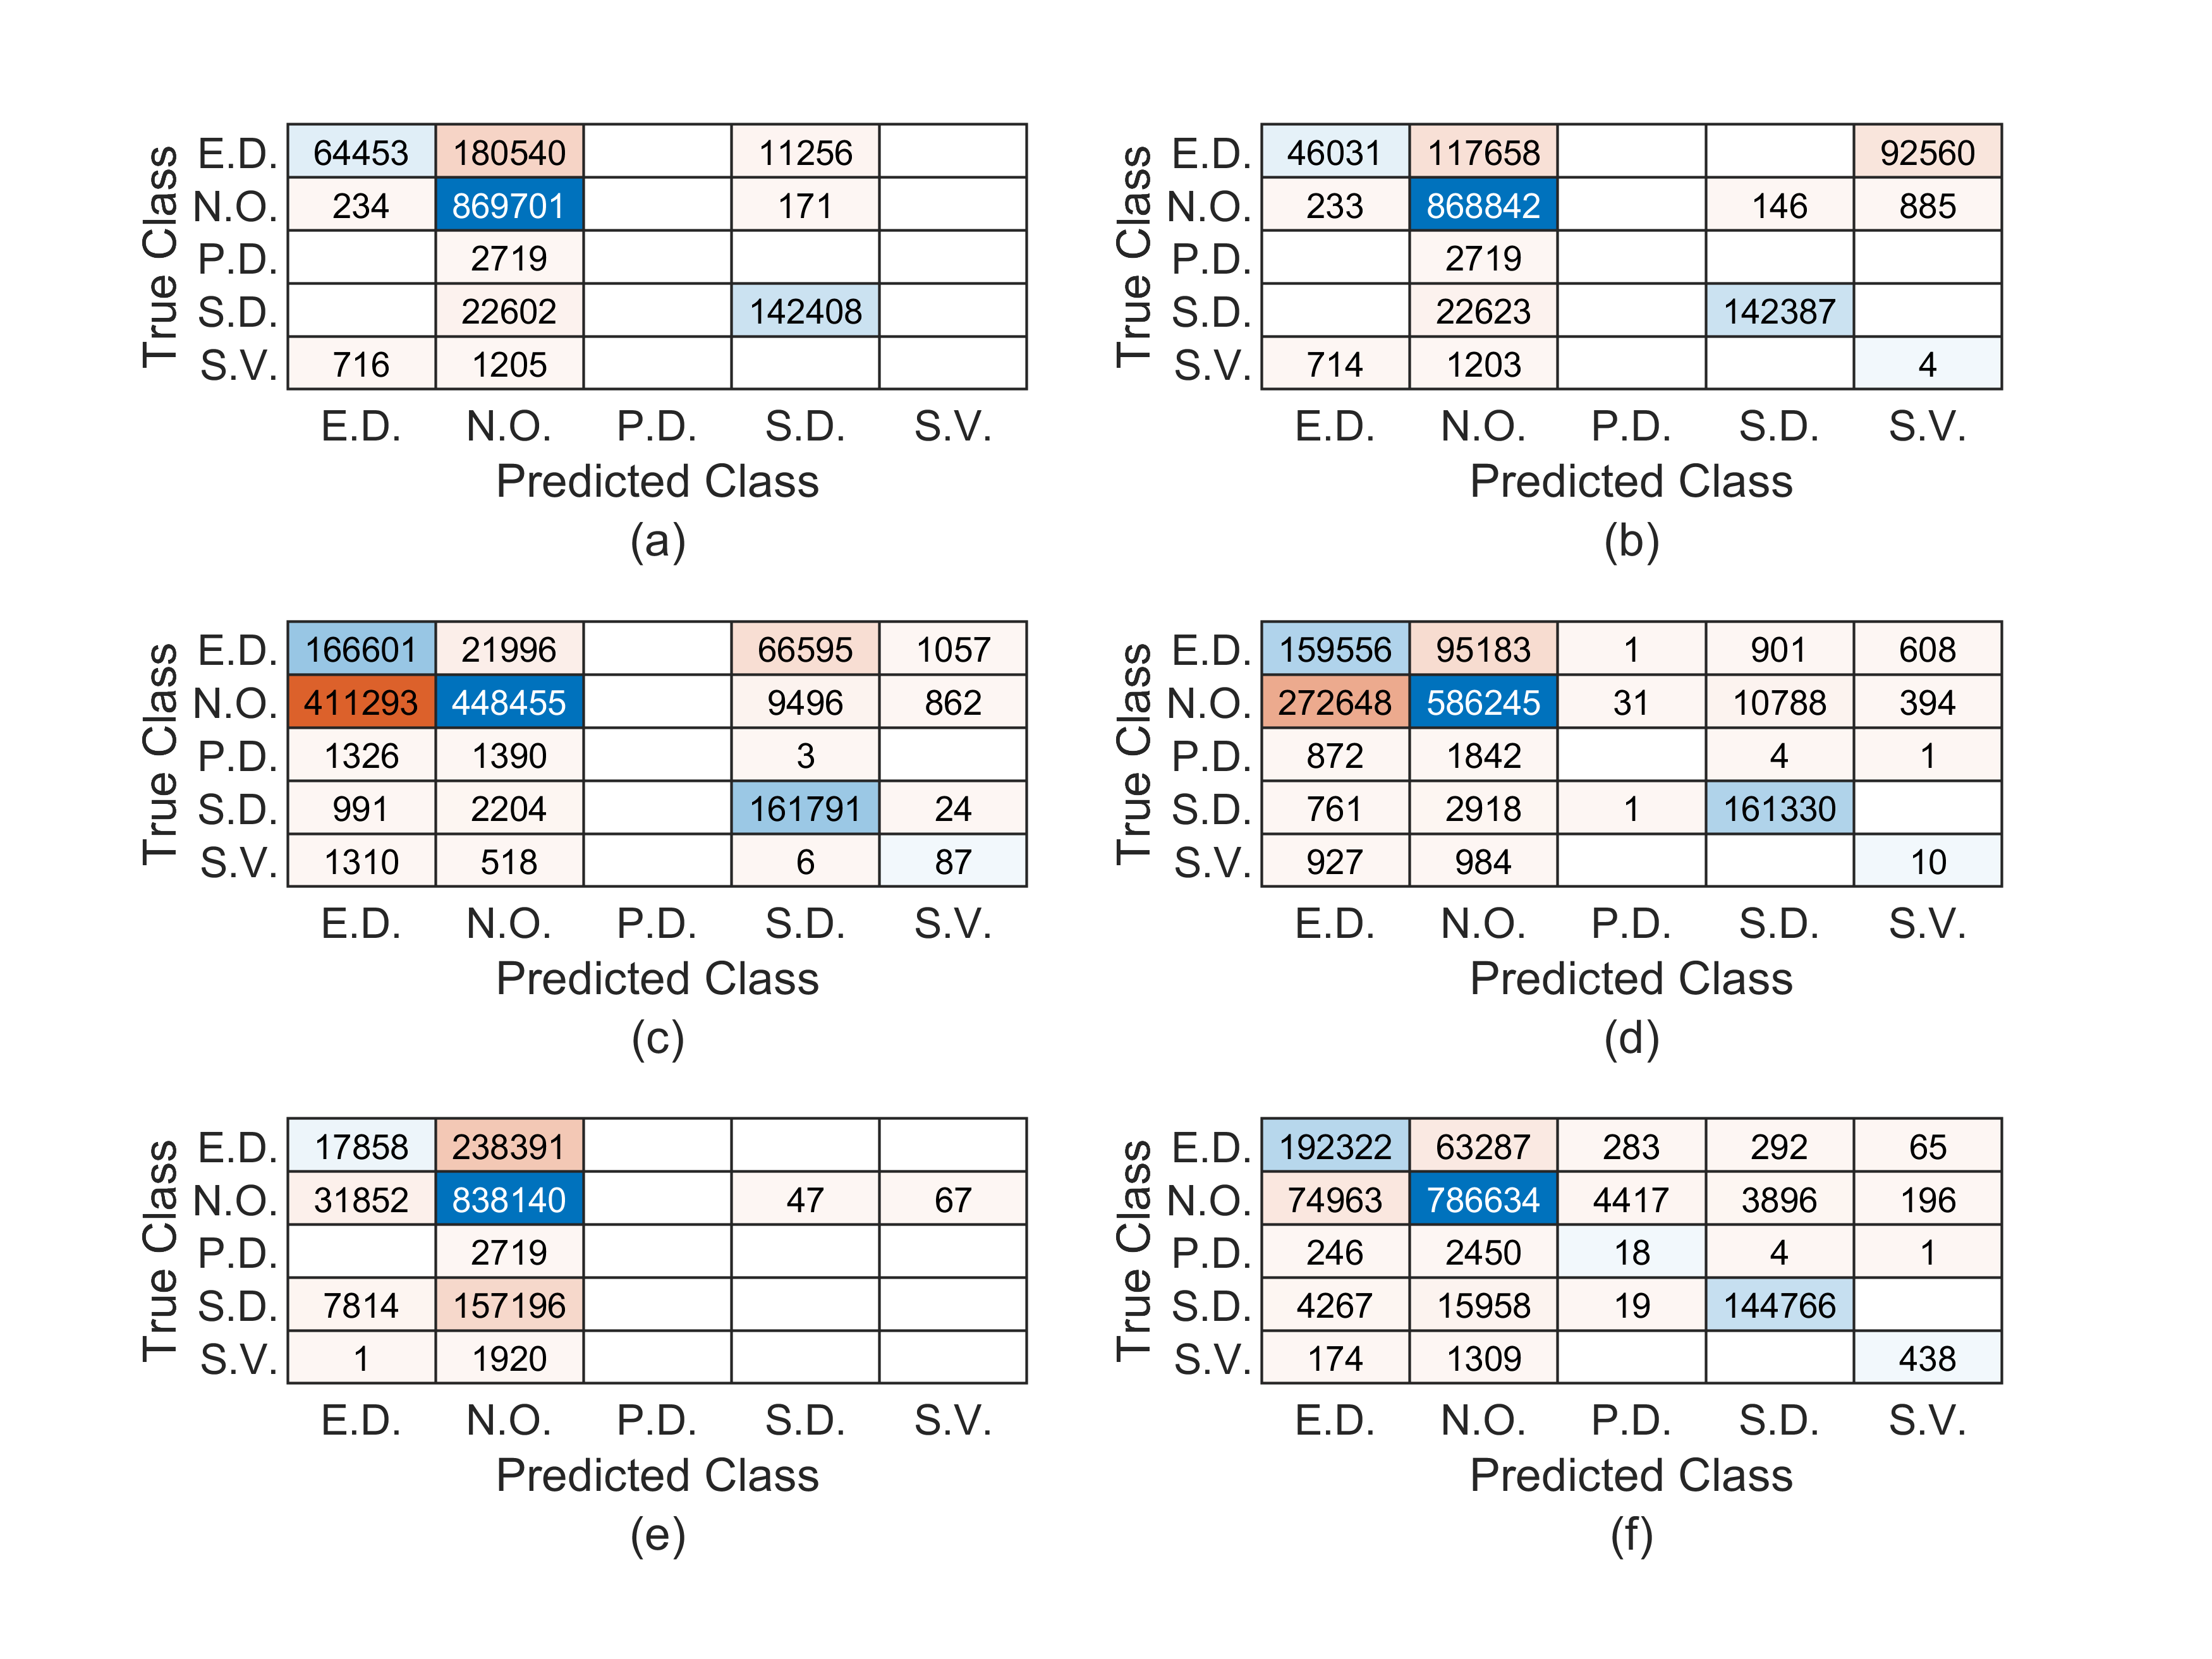 True Class
E.D. 64453 180540 11256
N.O. 234 869701 171
P.D. 2719
S.D. 22602 142408
S.V. 716 1205
E.D. N.O. P.D. S.D. S.V.
Predicted Class
(a)
True Class
E.D. 46031 117658 92560
N.O. 233 868842 146 885
P.D. 2719
S.D. 22623 142387
S.V. 714 1203 4
E.D. N.O. P.D. S.D. S.V.
Predicted Class
(b)
True Class
E.D. 166601 21996 66595 1057
N.O. 411293 448455 9496 862
P.D. 1326 1390 3
S.D. 991 2204 161791 24
S.V. 1310 518 6 87
E.D. N.O. P.D. S.D. S.V.
Predicted Class
(c)
True Class
E.D. 159556 95183 1 901 608
N.O. 272648 586245 31 10788 394
P.D. 872 1842 4 1
S.D. 761 2918 1 161330
S.V. 927 984 10
E.D. N.O. P.D. S.D. S.V.
Predicted Class
(d)
True Class
E.D. 17858 238391
N.O. 31852 838140 47 67
P.D. 2719
S.D. 7814 157196
S.V. 1 1920
E.D. N.O. P.D. S.D. S.V.
Predicted Class
(e)
True Class
E.D. 192322 63287 283 292 65
N.O. 74963 786634 4417 3896 196
P.D. 246 2450 18 4 1
S.D. 4267 15958 19 144766
S.V. 174 1309 438
E.D. N.O. P.D. S.D. S.V.
Predicted Class
(f)